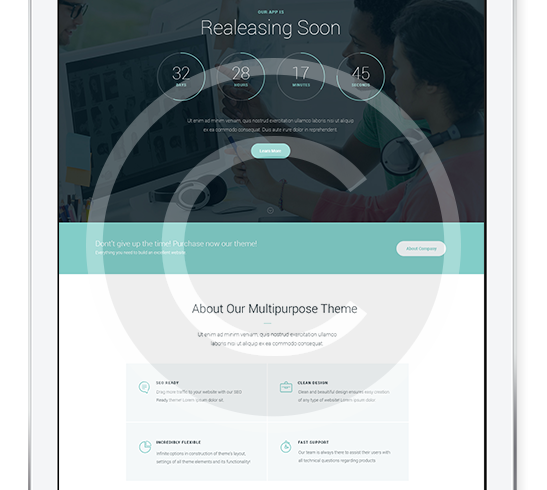 OUR APP IS
Realeasing Soon
32
28
17
45
DAYS
HOURS
MINUTES
SECONDS
Ut enim ad minim veniam, quis nostrud exercitation ullamco laboris nisi ut aliquip
ex ea commodo consequat. Duis aute irure dolor in reprehenderit.
Learn More
Dont't give up the time! Purchase now our theme!
Everything you need to build an excellent website
About Company
About Our Multipurpose Theme
Ut enim ad minim veniam, quis nostrud exercitation ullamco
laboris nisi ut aliquip ex ea commodo consequat.
SEO READY
Drag more traffic to your website with our SEO
Ready theme! Lorem ipsum dolor sit.
CLEAN DESIGN
Clean and beautiful design ensures easy creation
of any type of website! Lorem ipsum dolor.
INCREDIBLY FLEXIBLE
Infinite options in construction of theme's layout,
settings of all theme elements and its functionality!
FAST SUPPORT
Our team is always there to assist their users with
all technical questions regarding products